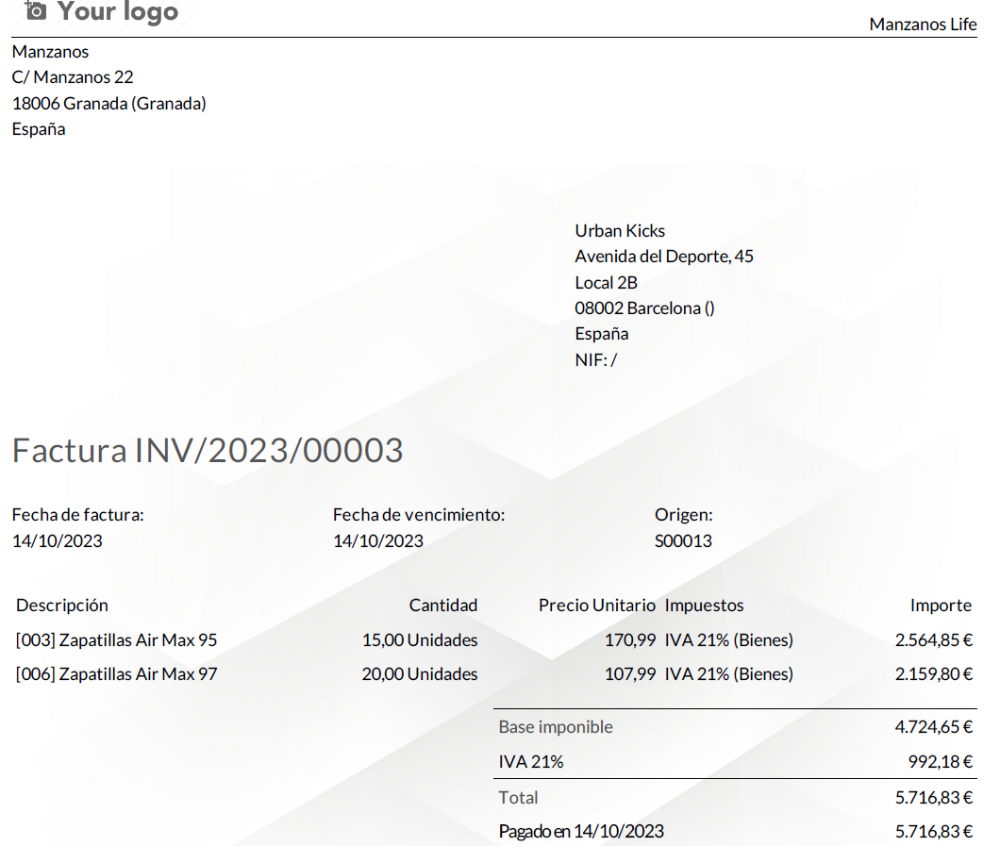 Your logo
Manzanos Life
Manzanos
C/ Manzanos 22
18006 Granada (Granada)
España
Urban Kicks
Avenida del Deporte, 45
Local 2B
08002 Barcelona ()
España
NIF: /
Factura INV/2023/00003
Fecha de factura: Fecha de vencimiento: Origen:
14/10/2023 14/10/2023 S00013
Descripción Cantidad Precio Unitario Impuestos Importe
[003] Zapatillas Air Max 95 15,00 Unidades 170,99 IVA 21% (Bienes) 2.564,85 €
[006] Zapatillas Air Max 97 20,00 Unidades 107,99 IVA 21% (Bienes) 2.159,80 €
Base imponible 4.724,65 €
IVA 21% 992,18 €
Total 5.716,83 €
Pagado en 14/10/2023 5.716,83 €